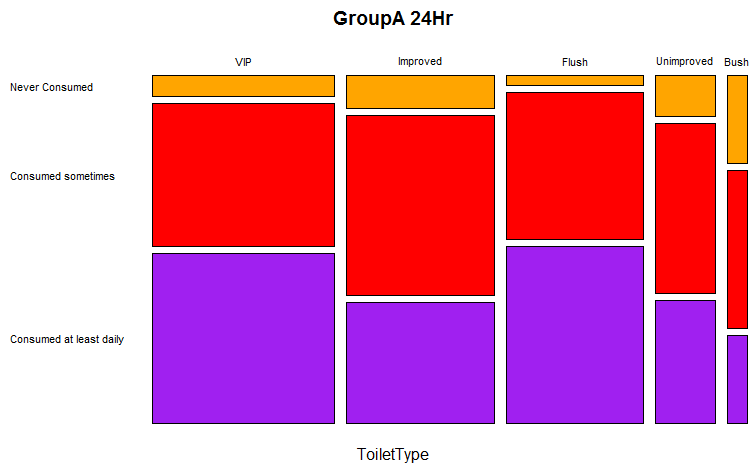 GroupA 24Hr
VIP Improved Flush Unimproved Bush
Never Consumed
Consumed sometimes
Consumed at least daily
ToiletType